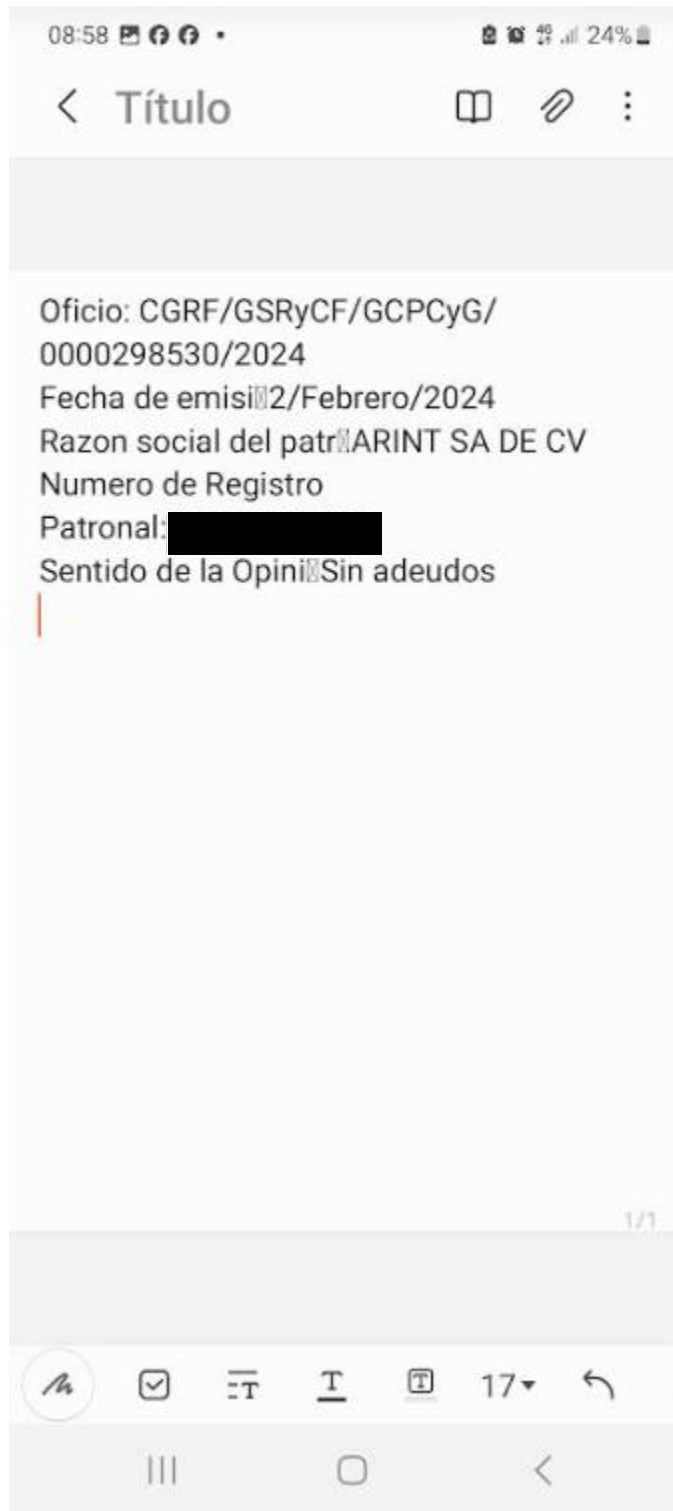 08:58
24%
Título
Oficio: CGRF/GSRyCF/GCPCyG/
0000298530/2024
Fecha de emisi 2/Febrero/2024
Razon social del patr ARINT SA DE CV
Numero de Registro
Patronal:
Sentido de la Opini Sin adeudos
1/1
17